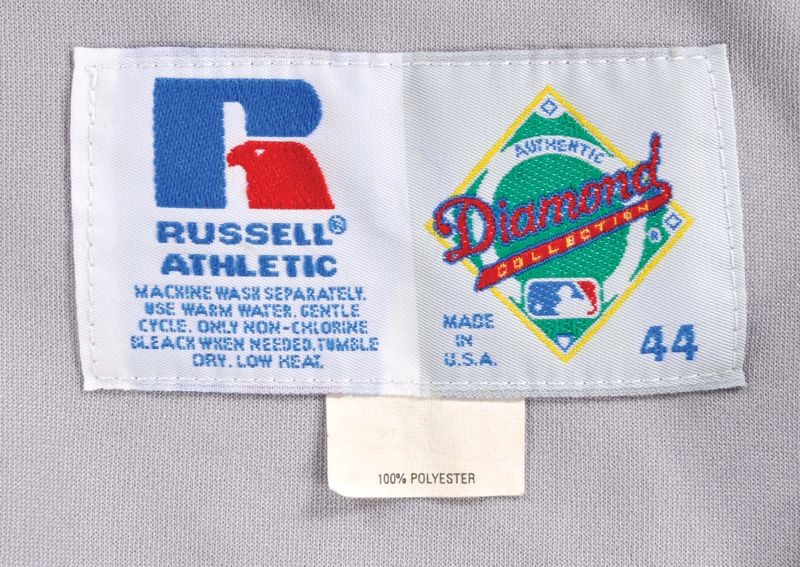 RUSSELL®
ATHLETIC
MACHINE WASH SEPARATELY.
USE WARM WATER. GENTLE
CYCLE. ONLY NON-CHLORINE
BLEACH WHEN NEEDED. TUMBLE
DRY. LOW HEAT.
AUTHENTIC
Diamond
COLLECTION
®
MADE
IN
U.S.A.
44
100% POLYESTER